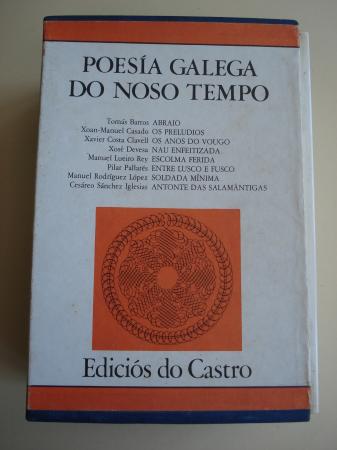 POESÍA GALEGA
DO NOSO TEMPO
Tomás Barros ABRAIO
Xoan-Manuel Casado OS PRELUDIOS
Xavier Costa Clavell OS ANOS DO VOUGO
Xosé Devesa NAU ENFEITIZADA
Manuel Lueiro Rey ESCOLMA FERIDA
Pilar Pallarés ENTRE LUSCO E FUSCO
Manuel Rodríguez López SOLDADA MÍNIMA
Cesáreo Sánchez Iglesias ANTONTE DAS SALAMÁNTIGAS
Ediciós do Castro